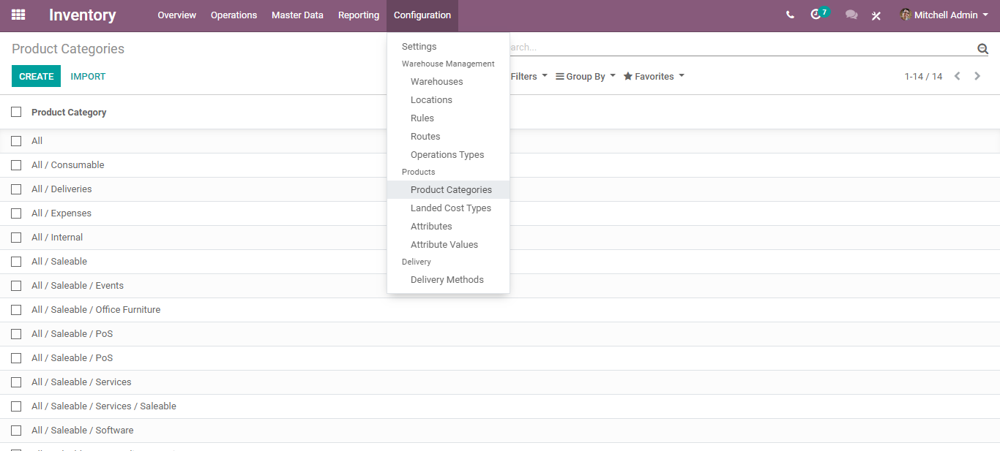 Inventory Overview Operations Master Data Reporting Configuration 7 Mitchell Admin
Product Categories
arch...
CREATE IMPORT
Filters Group By Favorites 1-14 / 14
Settings
Warehouse Management
Warehouses
Locations
Rules
Routes
Operations Types
Products
Product Categories
Landed Cost Types
Attributes
Attribute Values
Delivery
Delivery Methods
Product Category
All
All / Consumable
All / Deliveries
All / Expenses
All / Internal
All / Saleable
All / Saleable / Events
All / Saleable / Office Furniture
All / Saleable / PoS
All / Saleable / PoS
All / Saleable / Services
All / Saleable / Services / Saleable
All / Saleable / Software